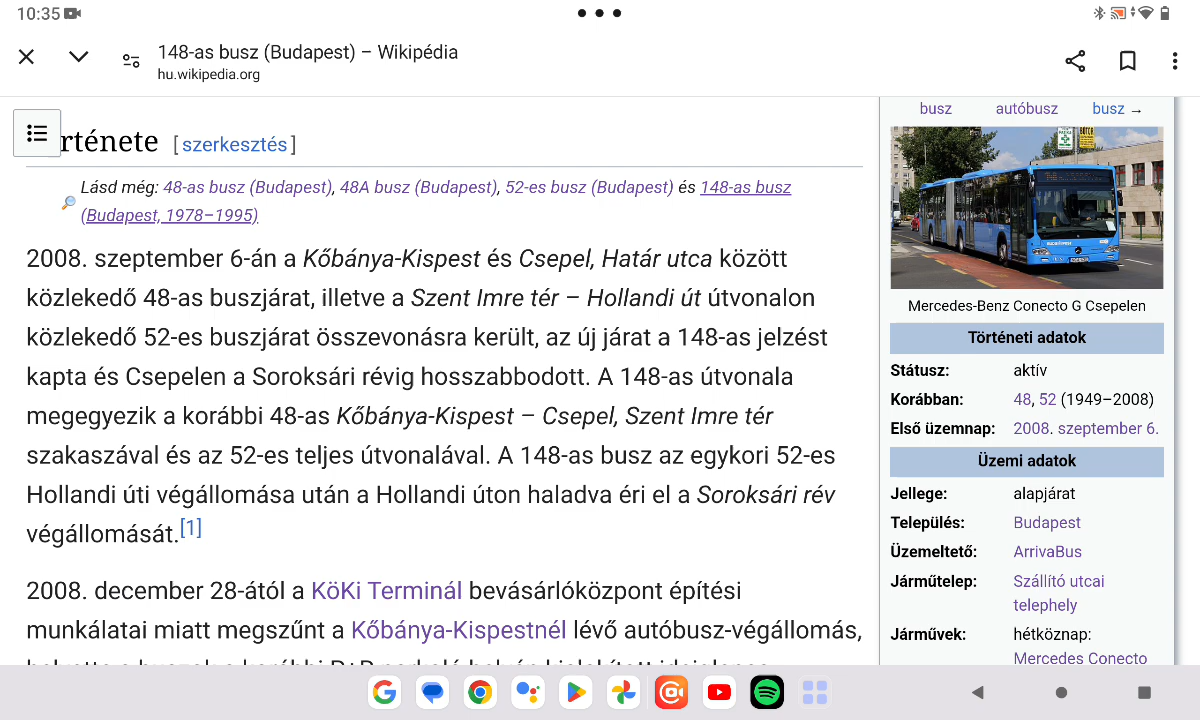 10:35
148-as busz (Budapest) – Wikipédia
hu.wikipedia.org
rténete [szerkesztés]
Lásd még: 48-as busz (Budapest), 48A busz (Budapest), 52-es busz (Budapest) és 148-as busz
(Budapest, 1978–1995)
2008. szeptember 6-án a Kőbánya-Kispest és Csepel, Határ utca között
közlekedő 48-as buszjárat, illetve a Szent Imre tér – Hollandi út útvonalon
közlekedő 52-es buszjárat összevonásra került, az új járat a 148-as jelzést
kapta és Csepelen a Soroksári révig hosszabbodott. A 148-as útvonala
megegyezik a korábbi 48-as Kőbánya-Kispest – Csepel, Szent Imre tér
szakaszával és az 52-es teljes útvonalával. A 148-as busz az egykori 52-es
Hollandi úti végállomása után a Hollandi úton haladva éri el a Soroksári rév
végállomását.[1]
2008. december 28-ától a KöKi Terminál bevásárlóközpont építési
munkálatai miatt megszűnt a Kőbánya-Kispestnél lévő autóbusz-végállomás,
busz autóbusz busz →
Mercedes-Benz Conecto G Csepelen
Történeti adatok
Státusz: aktív
Korábban: 48, 52 (1949–2008)
Első üzemnap: 2008. szeptember 6.
Üzemi adatok
Jellege: alapjárat
Település: Budapest
Üzemeltető: ArrivaBus
Járműtelep: Szállító utcai
telephely
Járművek: hétköznap:
Mercedes Conecto